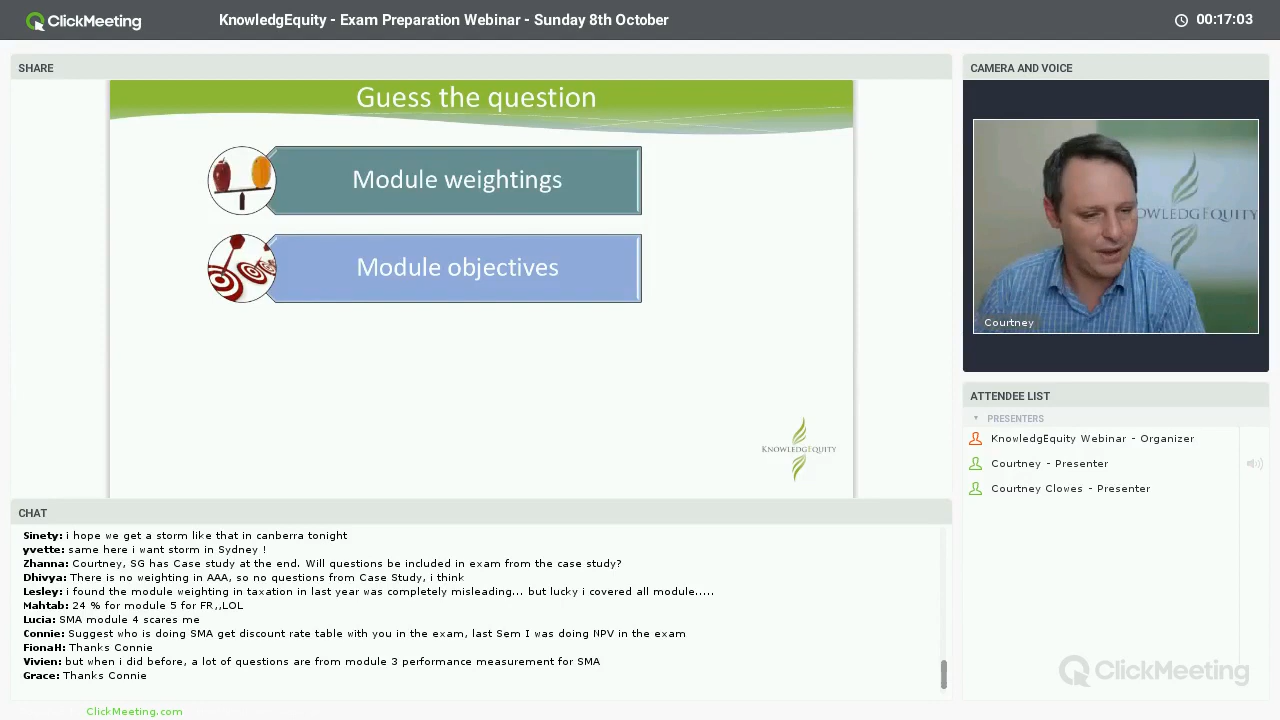 ClickMeeting
KnowledgEquity - Exam Preparation Webinar - Sunday 8th October
00:17:03
SHARE
Guess the question
Module weightings
Module objectives
KNOWLEDGEQUITY
CAMERA AND VOICE
OWLEDGEQUITY
Courtney
ATTENDEE LIST
PRESENTERS
KnowledgEquity Webinar - Organizer
Courtney - Presenter
Courtney Clowes - Presenter
CHAT
Sinety: i hope we get a storm like that in canberra tonight
yvette: same here i want storm in Sydney !
Zhanna: Courtney, SG has Case study at the end. Will questions be included in exam from the case study?
Dhivya: There is no weighting in AAA, so no questions from Case Study, i think
Lesley: i found the module weighting in taxation in last year was completely misleading... but lucky i covered all module.....
Mahtab: 24 % for module 5 for FR,,LOL
Lucia: SMA module 4 scares me
Connie: Suggest who is doing SMA get discount rate table with you in the exam, last Sem I was doing NPV in the exam
FionaH: Thanks Connie
Vivien: but when i did before, a lot of questions are from module 3 performance measurement for SMA
Grace: Thanks Connie
ClickMeeting
ClickMeeting.com